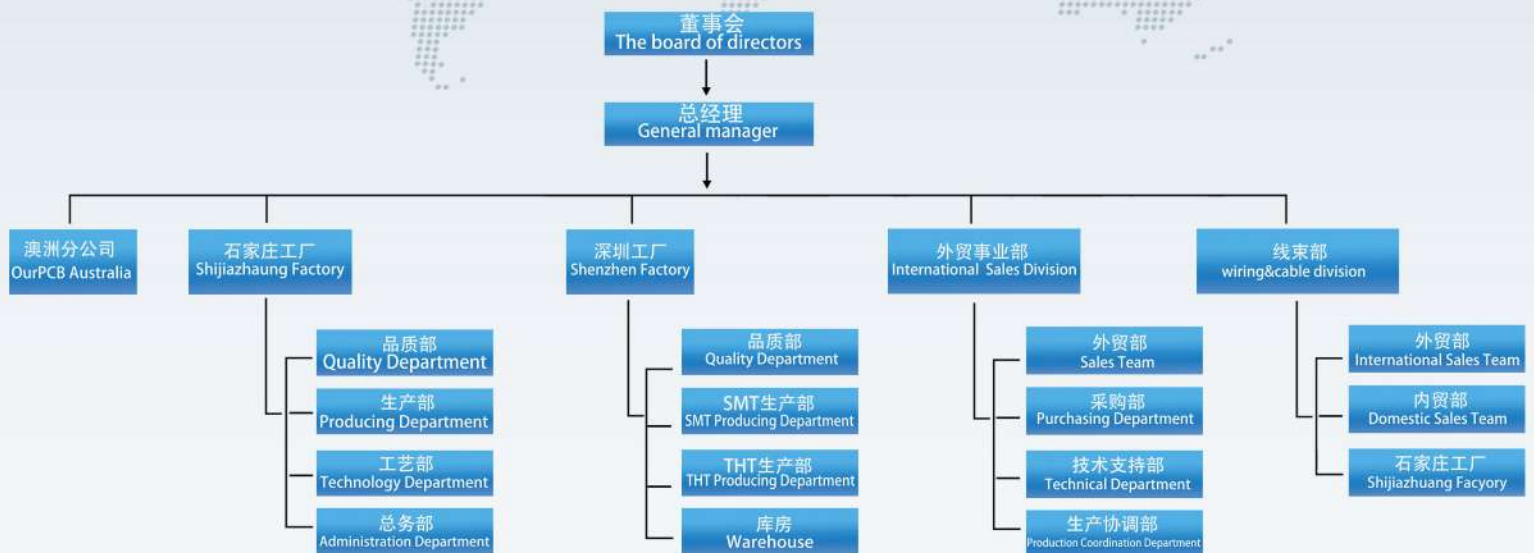 董事会
The board of directors
总经理
General manager
澳洲分公司
OurPCB Australia
石家庄工厂
Shijiazhaung Factory
深圳工厂
Shenzhen Factory
外贸事业部
International Sales Division
线束部
wiring&cable division
品质部
Quality Department
生产部
Producing Department
工艺部
Technology Department
总务部
Administration Department
品质部
Quality Department
SMT生产部
SMT Producing Department
THT生产部
THT Producing Department
库房
Warehouse
外贸部
Sales Team
采购部
Purchasing Department
技术支持部
Technical Department
生产协调部
Production Coordination Department
外贸部
International Sales Team
内贸部
Domestic Sales Team
石家庄工厂
Shijiazhuang Facyory